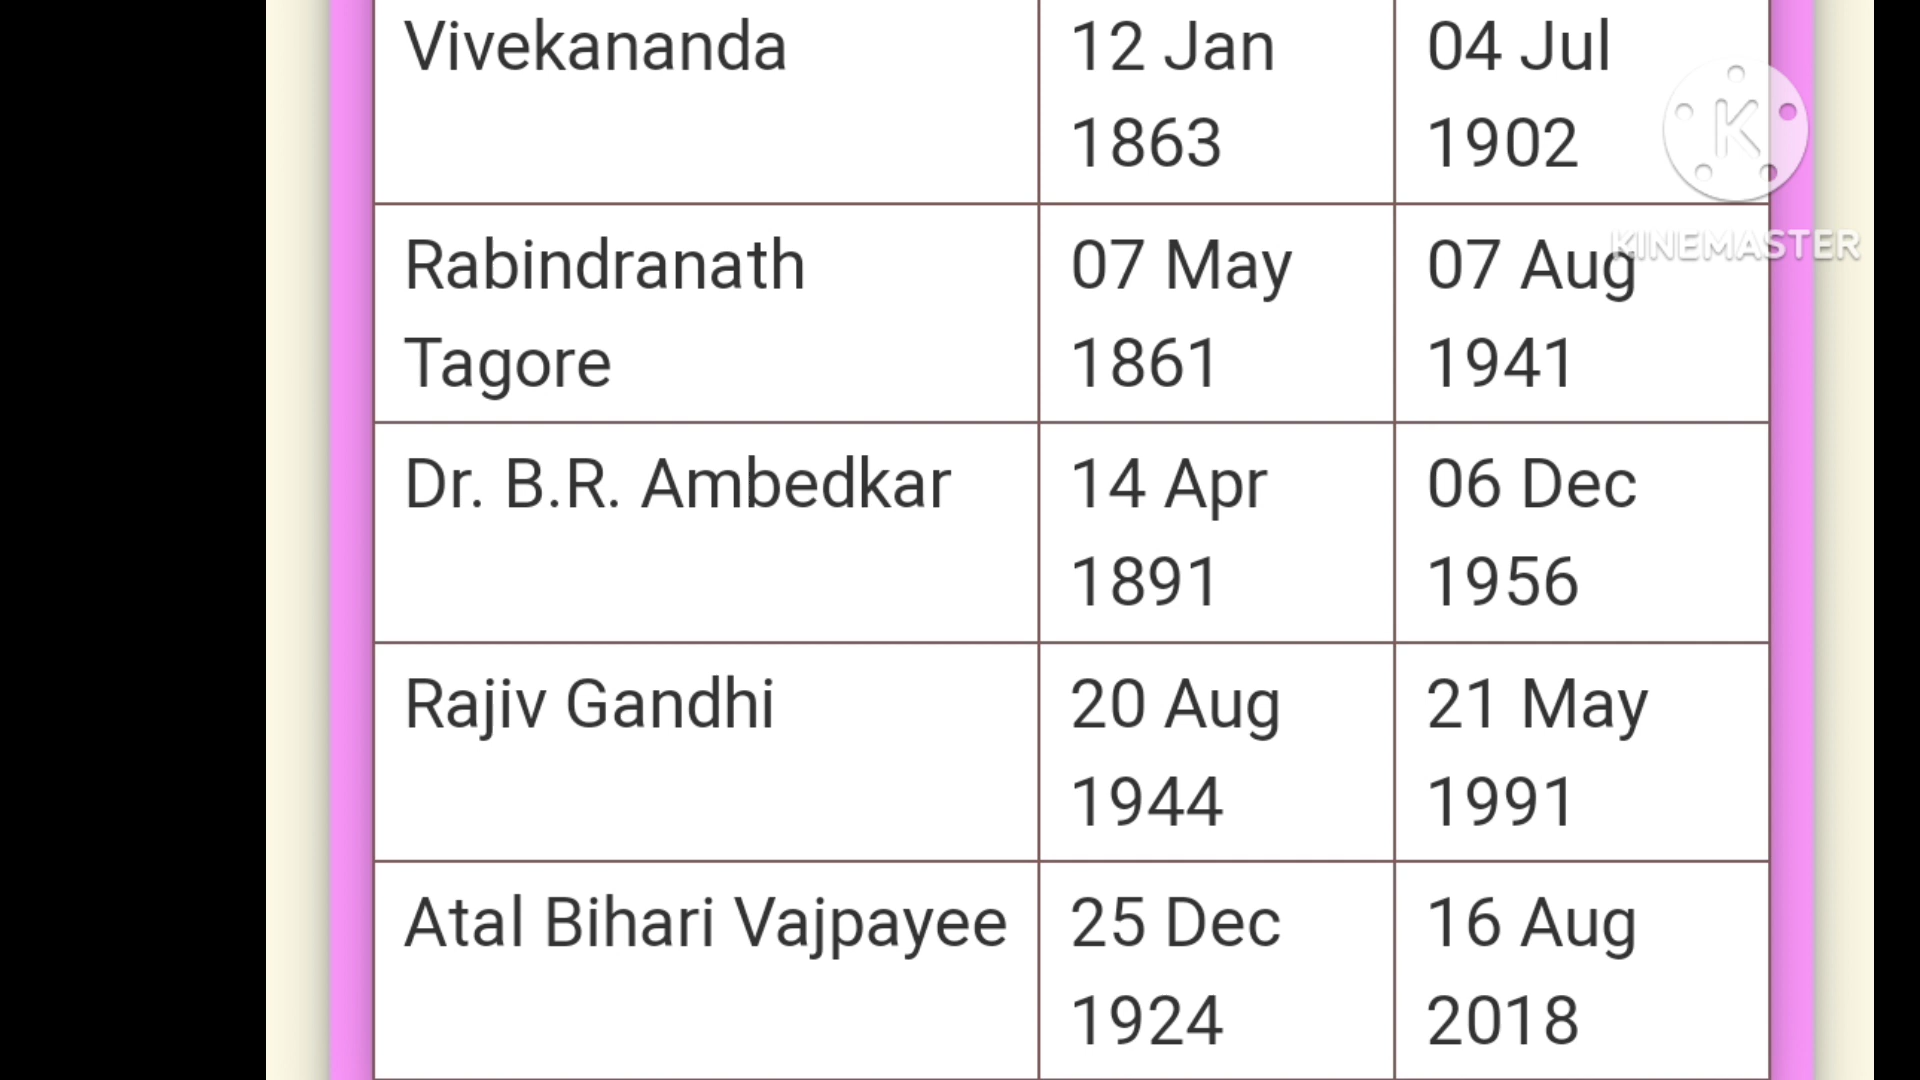 Vivekananda 12 Jan 04 Jul
1863 1902
Rabindranath 07 May 07 Aug
Tagore 1861 1941
Dr. B.R. Ambedkar 14 Apr 06 Dec
1891 1956
Rajiv Gandhi 20 Aug 21 May
1944 1991
Atal Bihari Vajpayee 25 Dec 16 Aug
1924 2018
K
KINEMASTER